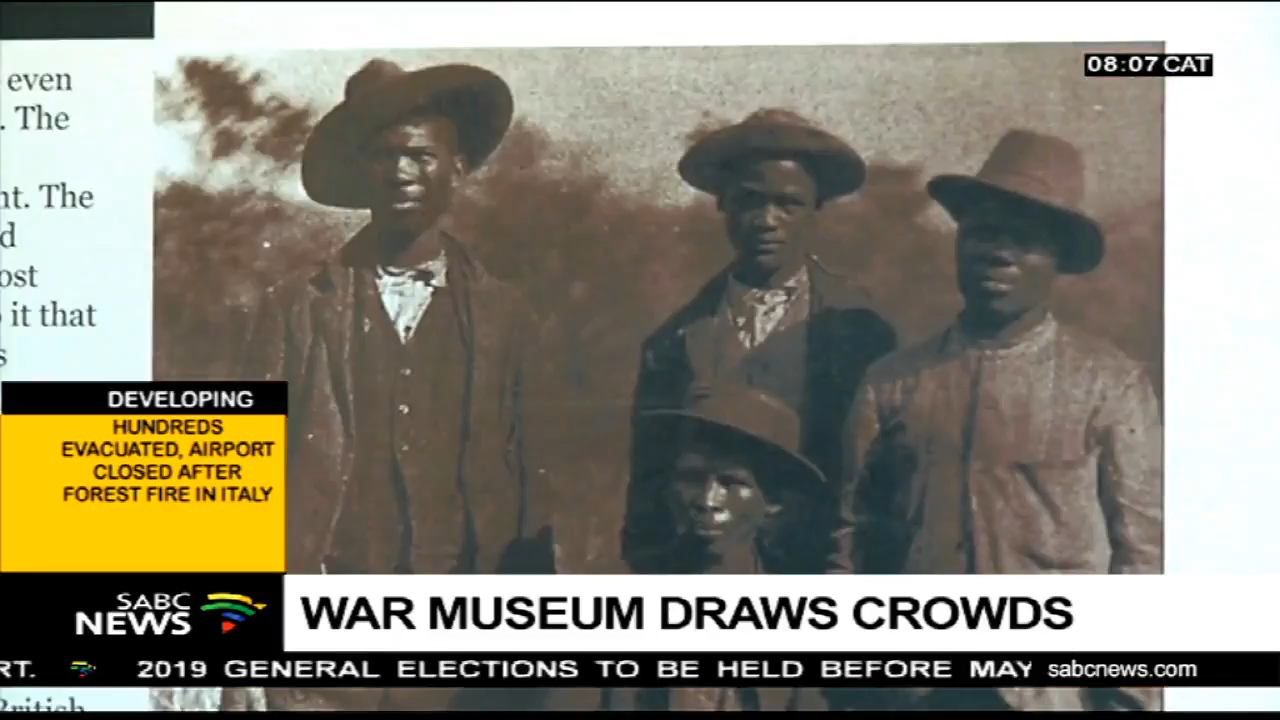 even
. The
nt. The
d
ost
it that
s
08:07 CAT
DEVELOPING
HUNDREDS
EVACUATED, AIRPORT
CLOSED AFTER
FOREST FIRE IN ITALY
SABC
NEWS
WAR MUSEUM DRAWS CROWDS
RT. 2019 GENERAL ELECTIONS TO BE HELD BEFORE MAY sabcnews.com
British